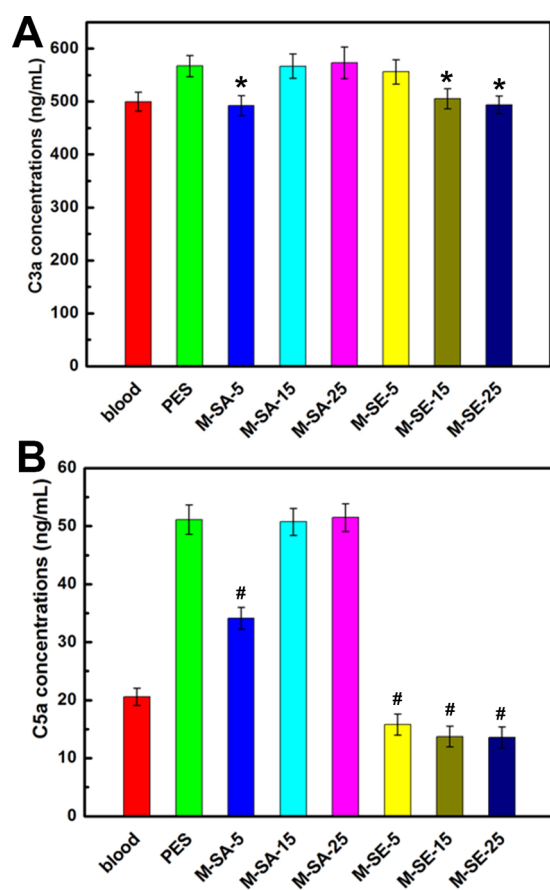 A
C3a concentrations (ng/mL)
600
500
400
300
200
100
0
*
*
*
blood
PES
M-SA-5
M-SA-15
M-SA-25
M-SE-5
M-SE-15
M-SE-25
B
C5a concentrations (ng/mL)
60
50
40
30
20
10
0
#
#
#
#
blood
PES
M-SA-5
M-SA-15
M-SA-25
M-SE-5
M-SE-15
M-SE-25